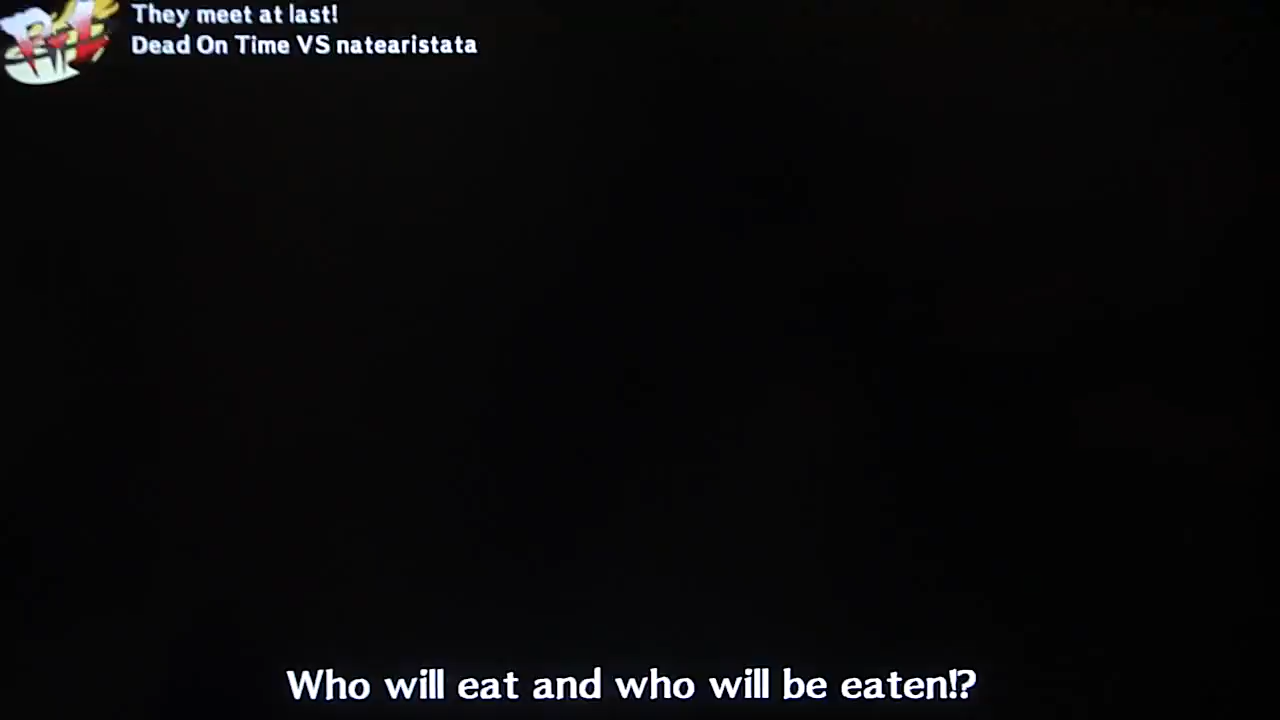 They meet at last!
Dead On Time VS natearistata
Who will eat and who will be eaten!?